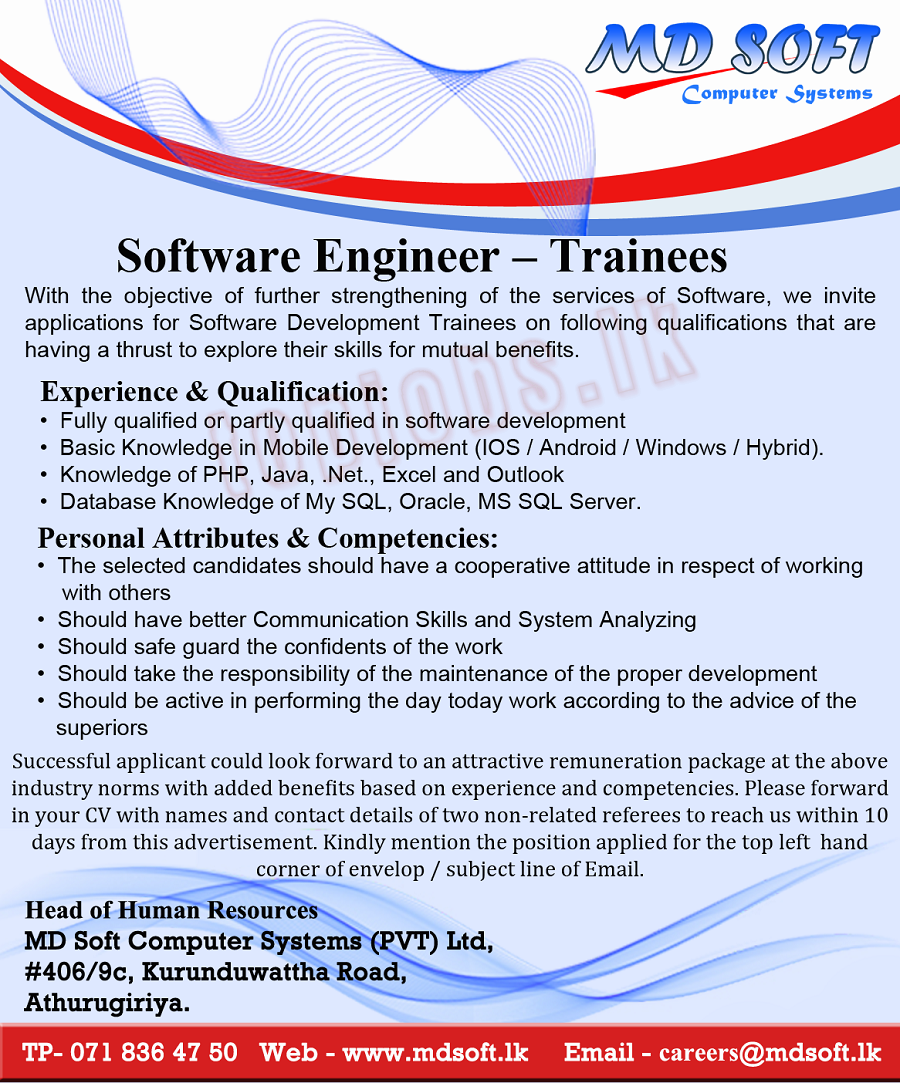 MD SOFT
Computer Systems
Software Engineer – Trainees
With the objective of further strengthening of the services of Software, we invite
applications for Software Development Trainees on following qualifications that are
having a thrust to explore their skills for mutual benefits.
topjobs.lk
Experience & Qualification:
• Fully qualified or partly qualified in software development
• Basic Knowledge in Mobile Development (IOS / Android / Windows / Hybrid).
• Knowledge of PHP, Java, .Net., Excel and Outlook
• Database Knowledge of My SQL, Oracle, MS SQL Server.
Personal Attributes & Competencies:
• The selected candidates should have a cooperative attitude in respect of working
with others
• Should have better Communication Skills and System Analyzing
• Should safe guard the confidents of the work
• Should take the responsibility of the maintenance of the proper development
• Should be active in performing the day today work according to the advice of the
superiors
Successful applicant could look forward to an attractive remuneration package at the above
industry norms with added benefits based on experience and competencies. Please forward
in your CV with names and contact details of two non-related referees to reach us within 10
days from this advertisement. Kindly mention the position applied for the top left hand
corner of envelop / subject line of Email.
Head of Human Resources
MD Soft Computer Systems (PVT) Ltd,
#406/9c, Kurunduwattha Road,
Athurugiriya.
TP- 071 836 47 50 Web - www.mdsoft.lk Email - careers@mdsoft.lk